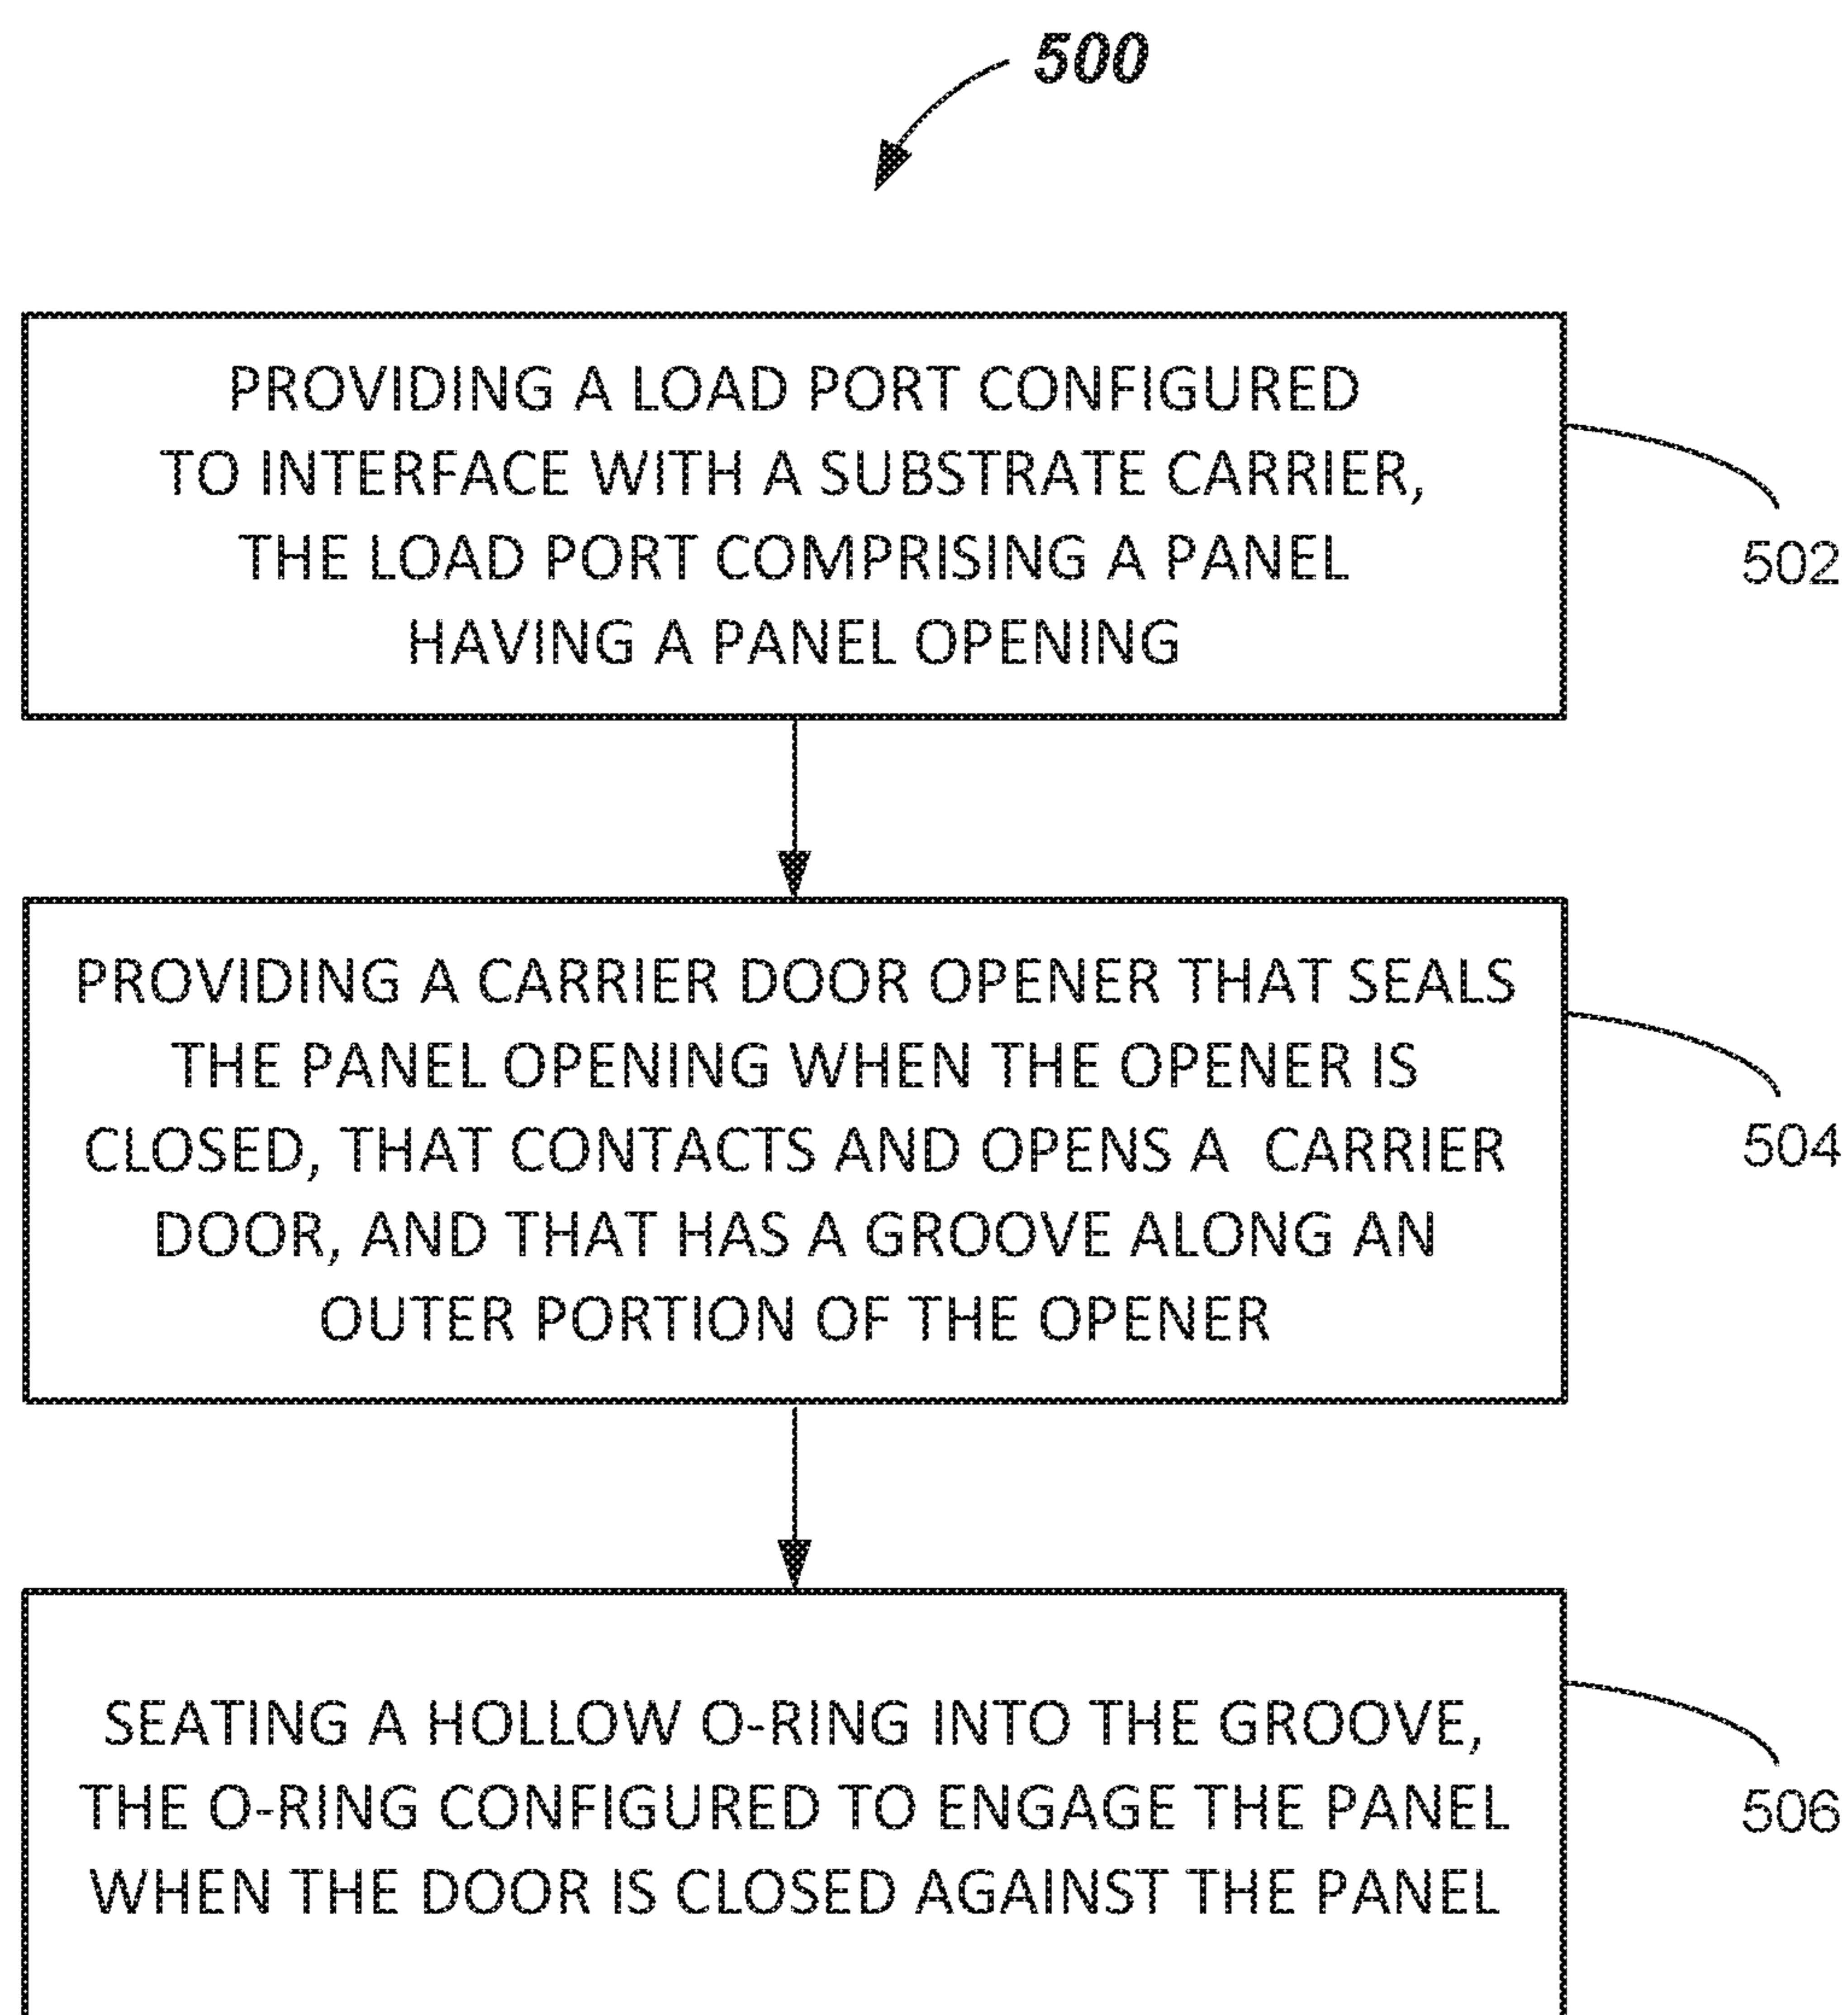 500
PROVIDING A LOAD PORT CONFIGURED
TO INTERFACE WITH A SUBSTRATE CARRIER,
THE LOAD PORT COMPRISING A PANEL
HAVING A PANEL OPENING
502
PROVIDING A CARRIER DOOR OPENER THAT SEALS
THE PANEL OPENING WHEN THE OPENER IS
CLOSED, THAT CONTACTS AND OPENS A CARRIER
DOOR, AND THAT HAS A GROOVE ALONG AN
OUTER PORTION OF THE OPENER
504
SEATING A HOLLOW O-RING INTO THE GROOVE,
THE O-RING CONFIGURED TO ENGAGE THE PANEL
WHEN THE DOOR IS CLOSED AGAINST THE PANEL
506